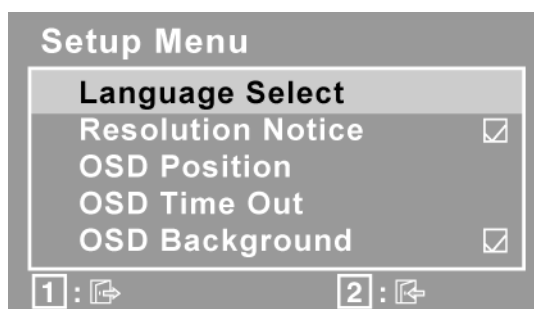 Setup Menu
Language Select
Resolution Notice
OSD Position
OSD Time Out
OSD Background
1 : 2 :